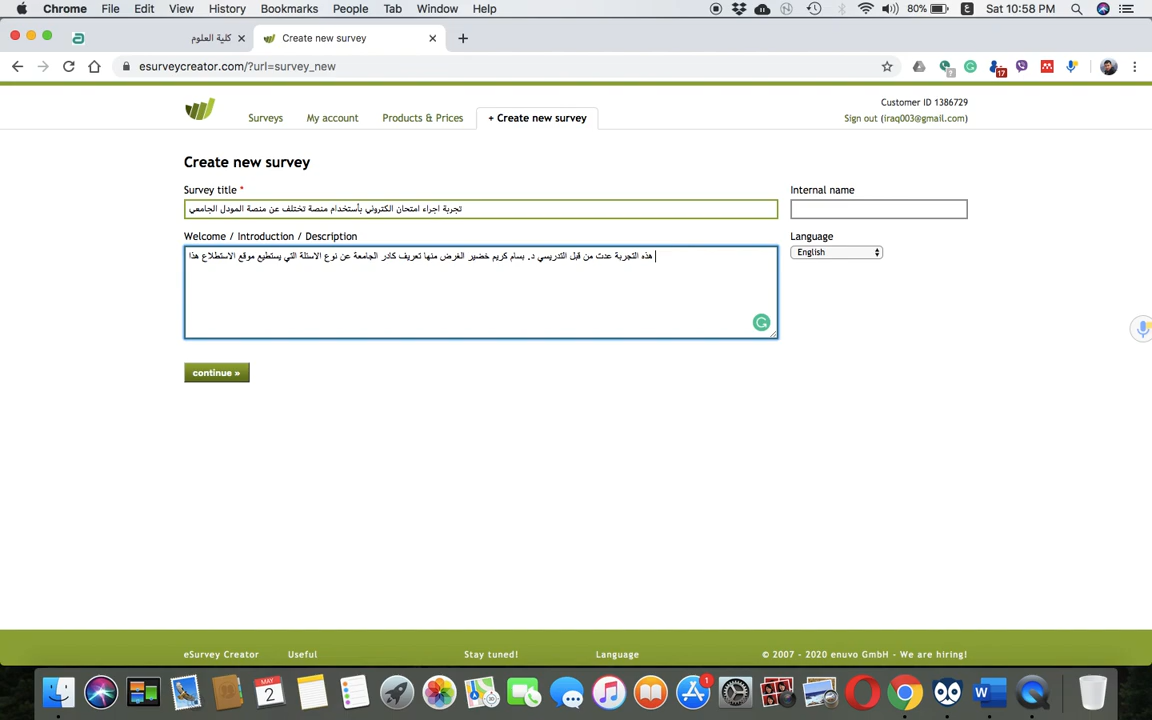 Chrome File Edit View History Bookmarks People Tab Window Help
80% ع Sat 10:58 PM
كلية العلوم
Create new survey
esurveycreator.com/?url=survey_new
17
Customer ID 1386729
Surveys My account Products & Prices + Create new survey
Sign out (iraq003@gmail.com)
Create new survey
Survey title *
Internal name
تجربة اجراء امتحان الكتروني بأستخدام منصة تختلف عن منصة المودل الجامعي
Welcome / Introduction / Description
Language
هذه التجربة عدت من قبل التدريسي د. بسام كريم خضير الغرض منها تعريف كادر الجامعة عن نوع الاسئلة التي يستطيع موقع الاستطلاع هذا
English
continue »
eSurvey Creator Useful Stay tuned! Language © 2007 - 2020 enuvo GmbH - We are hiring!
MAY
2
1
W